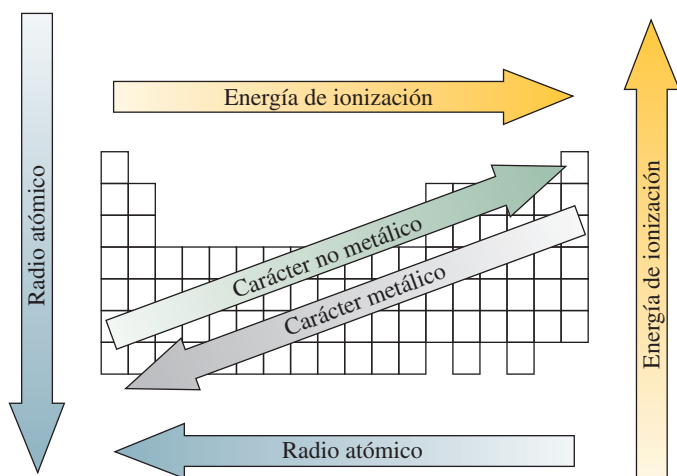 Energía de ionización
Radio atómico
Carácter no metálico
Carácter metálico
Energía de ionización
Radio atómico